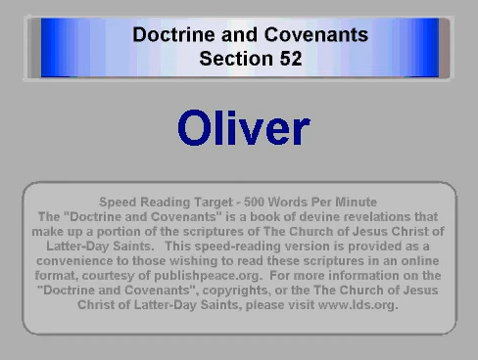 Doctrine and Covenants
Section 52
Oliver
Speed Reading Target - 500 Words Per Minute
The "Doctrine and Covenants" is a book of devine revelations that
make up a portion of the scriptures of The Church of Jesus Christ of
Latter-Day Saints. This speed-reading version is provided as a
convenience to those wishing to read these scriptures in an online
format, courtesy of publishpeace.org. For more information on the
"Doctrine and Covenants", copyrights, or the The Church of Jesus
Christ of Latter-Day Saints, please visit www.lds.org.